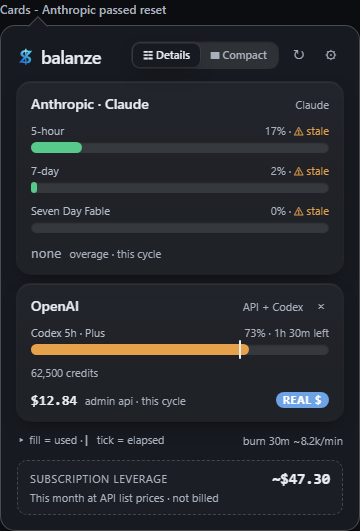 Cards - Anthropic passed reset
balanze
Details Compact
Anthropic · Claude Claude
5-hour 17% · ⚠ stale
7-day 2% · ⚠ stale
Seven Day Fable 0% · ⚠ stale
none overage · this cycle
OpenAI API + Codex ×
Codex 5h · Plus 73% · 1h 30m left
62,500 credits
$12.84 admin api · this cycle REAL $
‣ fill = used · ▎ tick = elapsed burn 30m ~8.2k/min
SUBSCRIPTION LEVERAGE ~$47.30
This month at API list prices · not billed